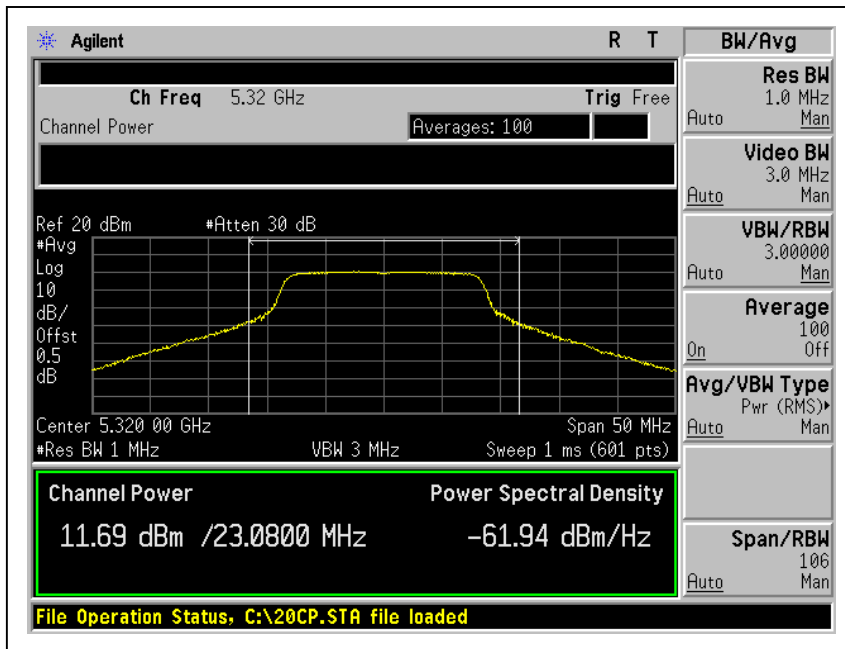 Agilent R T BW/Avg
Ch Freq 5.32 GHz Trig Free
Channel Power Averages: 100
Ref 20 dBm #Atten 30 dB
#Avg
Log
10
dB/
Offst
0.5
dB
Center 5.320 00 GHz Span 50 MHz
#Res BW 1 MHz VBW 3 MHz Sweep 1 ms (601 pts)
Channel Power Power Spectral Density
11.69 dBm /23.0800 MHz -61.94 dBm/Hz
File Operation Status, C:\20CP.STA file loaded
Res BW
1.0 MHz
Auto Man
Video BW
3.0 MHz
Auto Man
VBW/RBW
3.00000
Auto Man
Average
100
On Off
Avg/VBW Type
Pwr (RMS)▸
Auto Man
Span/RBW
106
Auto Man